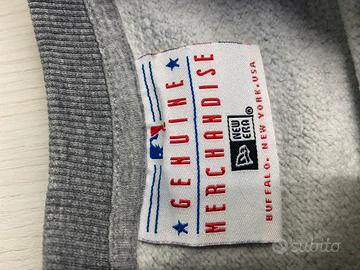 ★ GENUINE ★
MERCHANDISE
NEW ERA
BUFFALO. NEW YORK. USA
subito